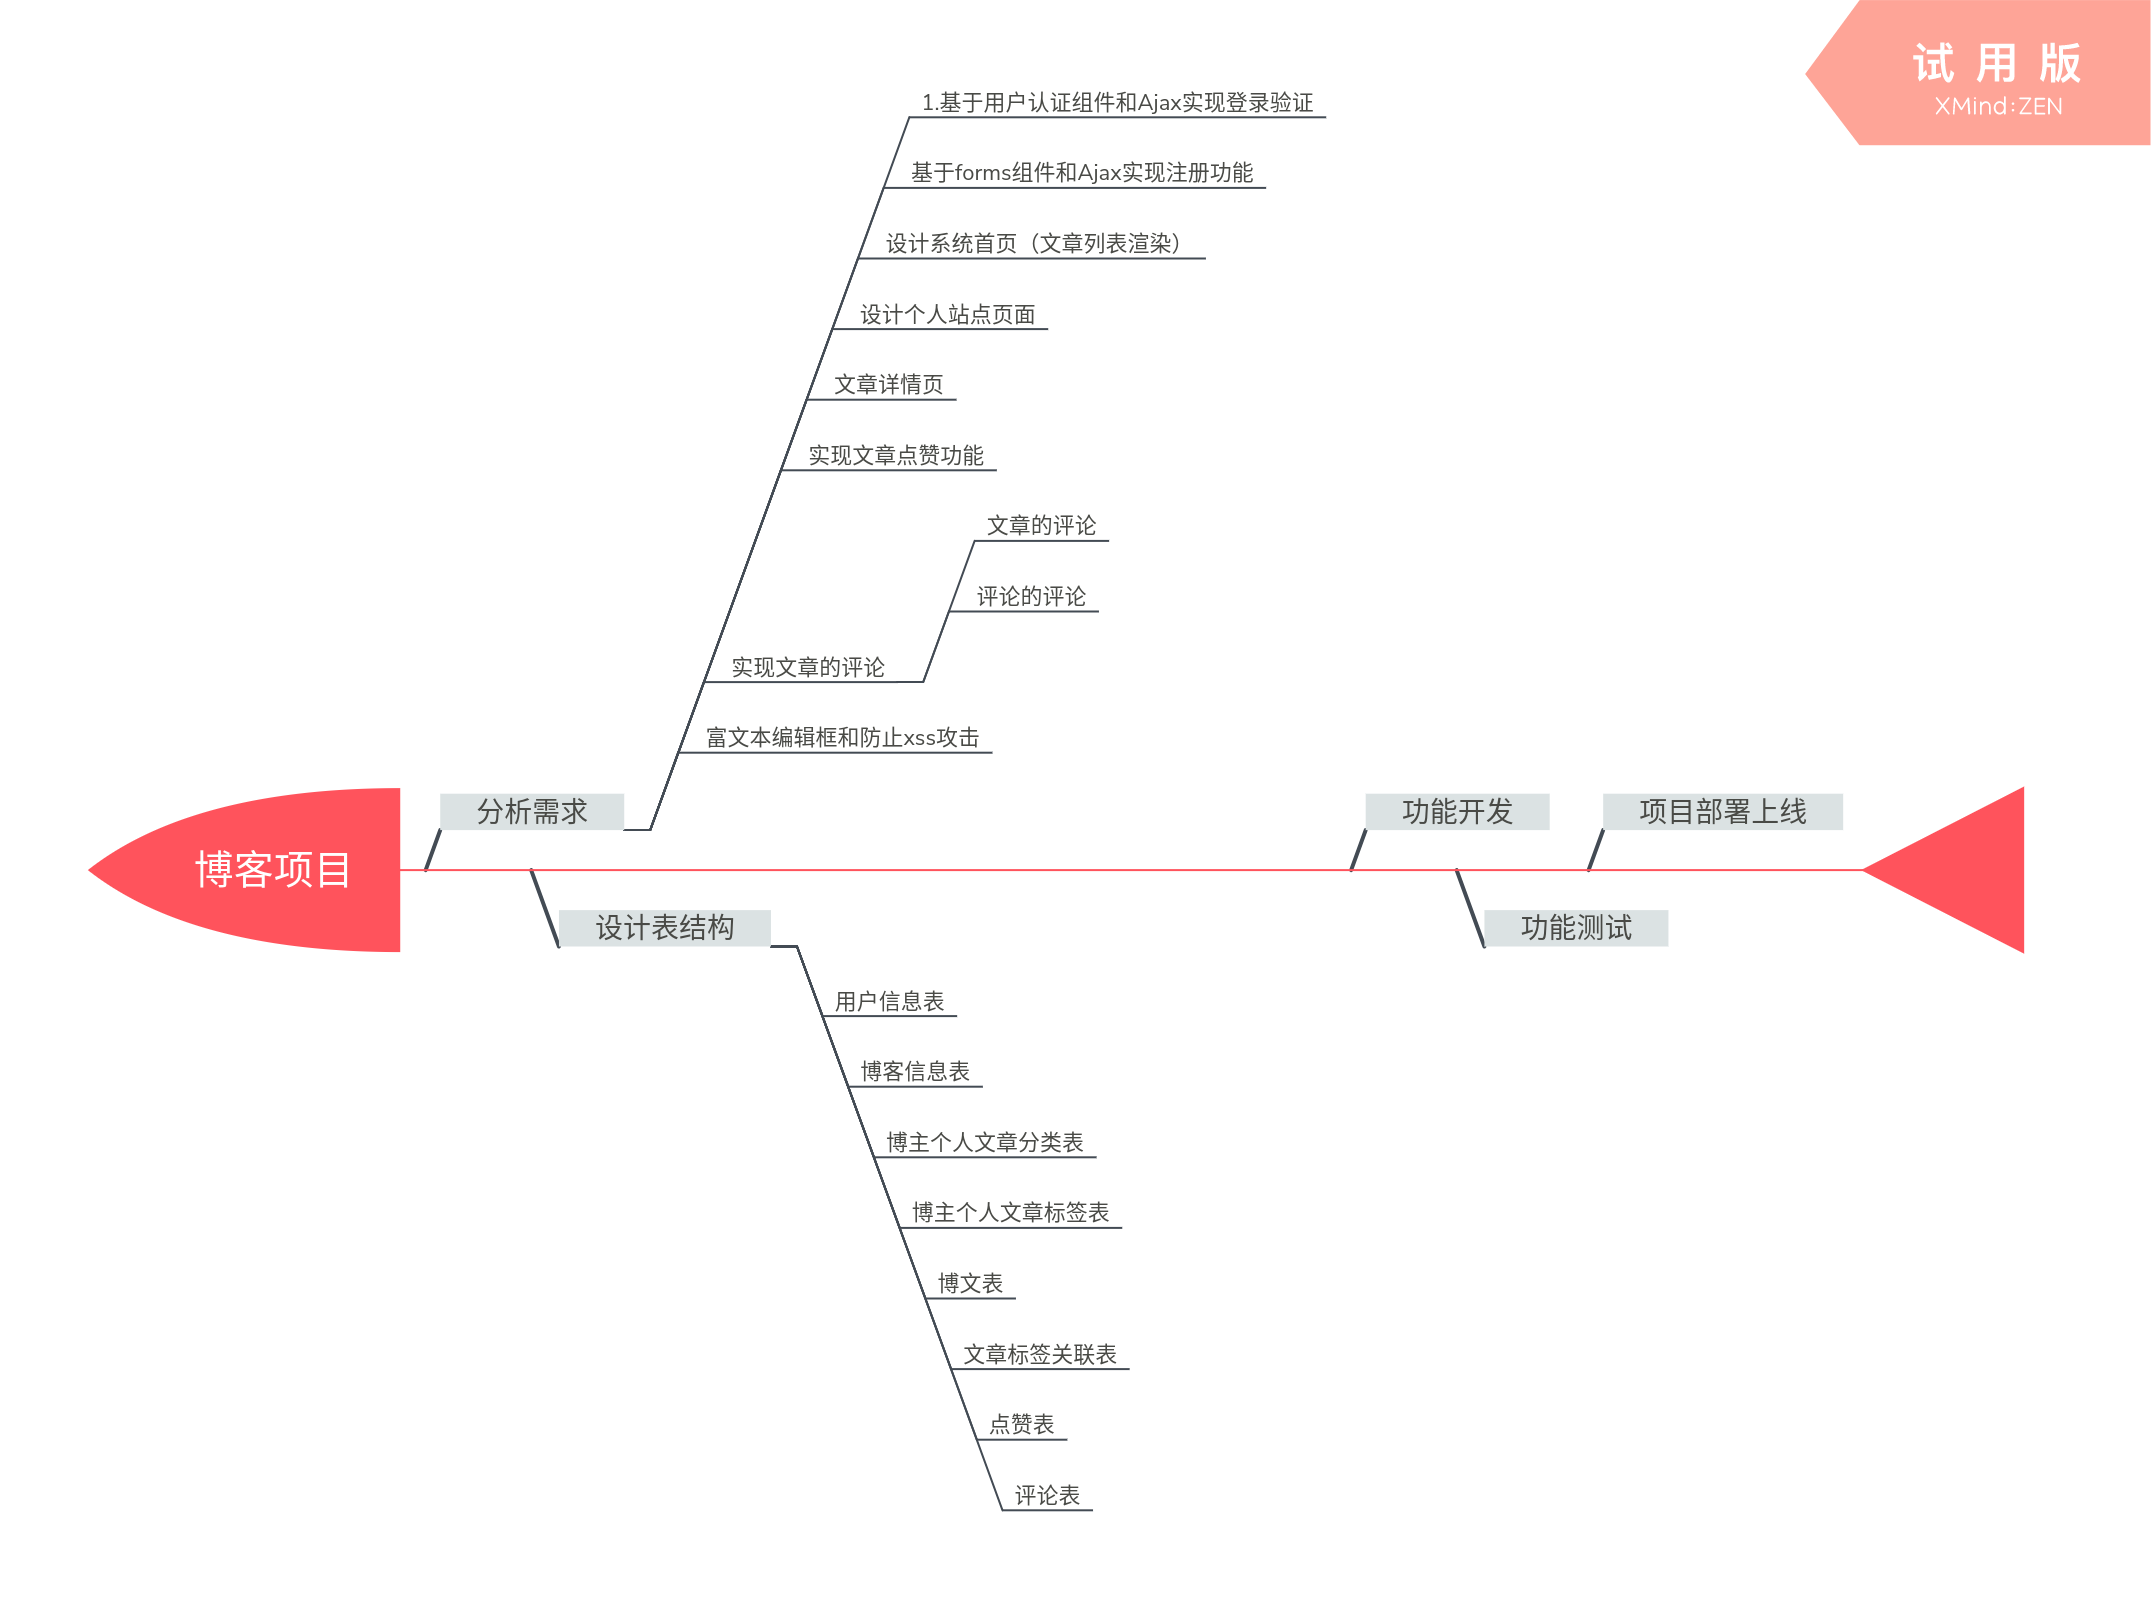 试 用 版
XMind:ZEN
1.基于用户认证组件和Ajax实现登录验证
基于forms组件和Ajax实现注册功能
设计系统首页（文章列表渲染）
设计个人站点页面
文章详情页
实现文章点赞功能
文章的评论
评论的评论
实现文章的评论
富文本编辑框和防止xss攻击
分析需求
功能开发
项目部署上线
博客项目
设计表结构
功能测试
用户信息表
博客信息表
博主个人文章分类表
博主个人文章标签表
博文表
文章标签关联表
点赞表
评论表